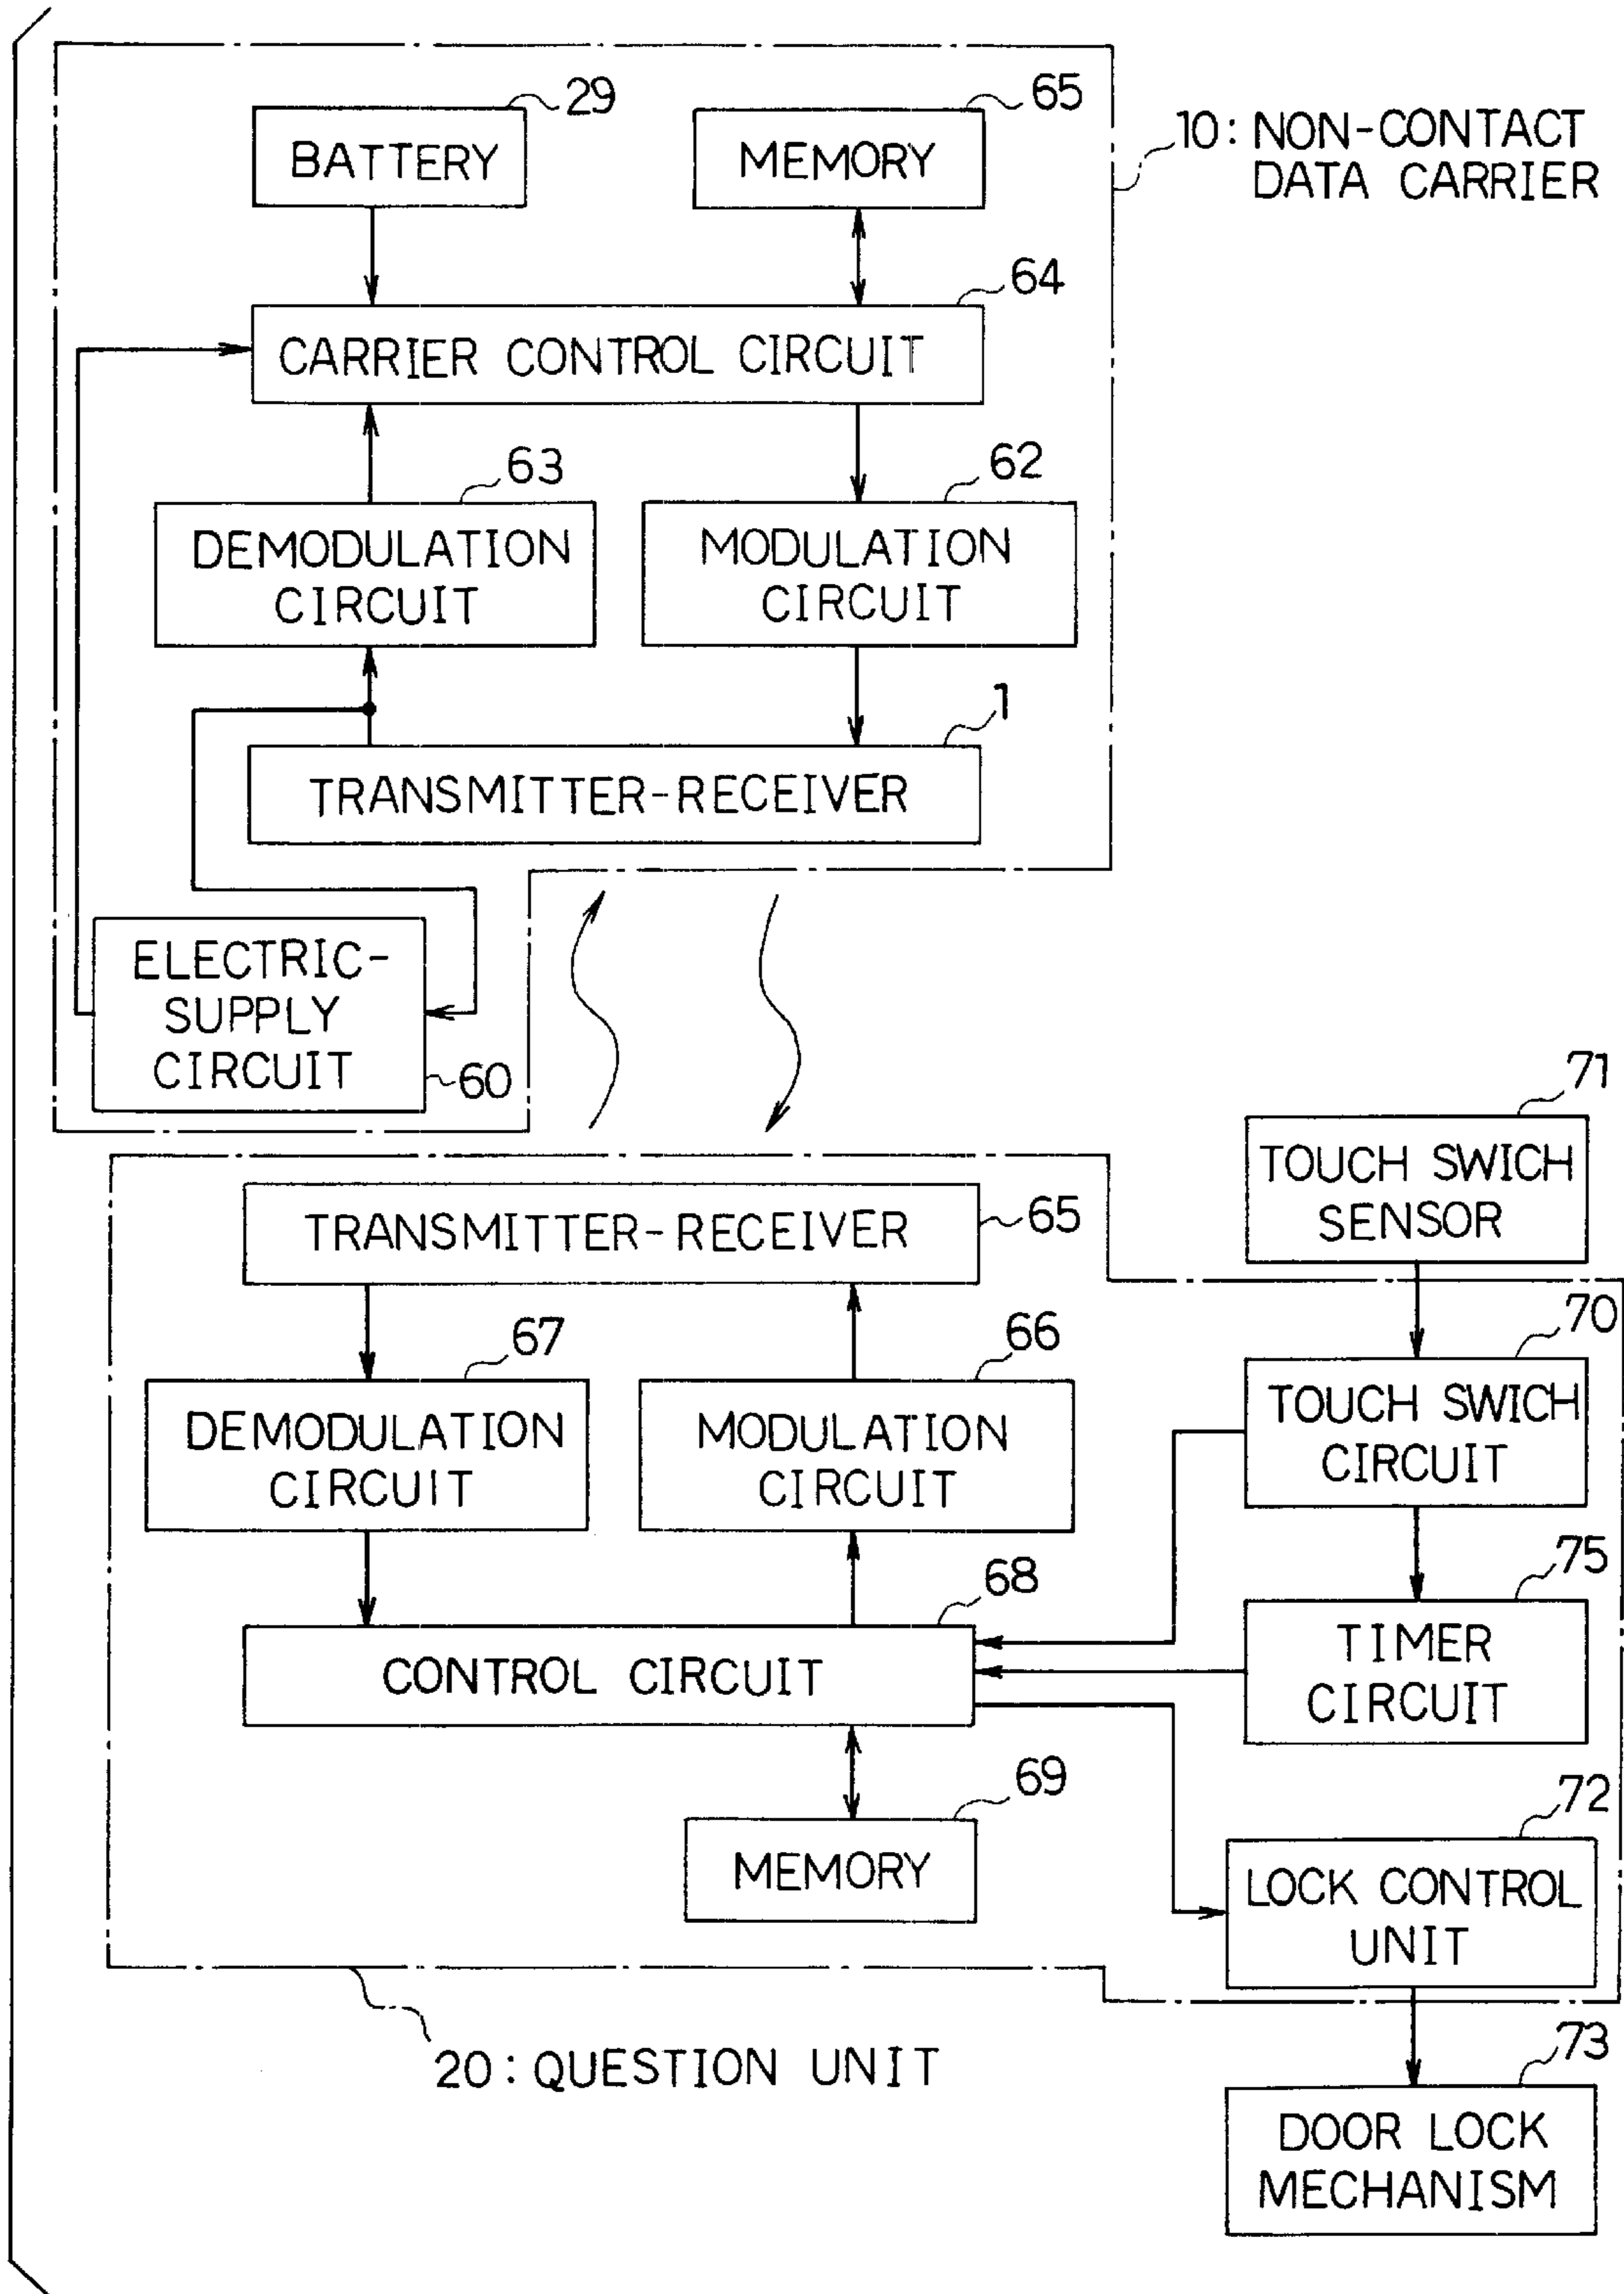 29
BATTERY
65
MEMORY
10: NON-CONTACT
DATA CARRIER
64
CARRIER CONTROL CIRCUIT
63
DEMODULATION
CIRCUIT
62
MODULATION
CIRCUIT
1
TRANSMITTER-RECEIVER
ELECTRIC-
SUPPLY
CIRCUIT
60
71
TOUCH SWICH
SENSOR
TRANSMITTER-RECEIVER
65
70
TOUCH SWICH
CIRCUIT
67
DEMODULATION
CIRCUIT
66
MODULATION
CIRCUIT
75
TIMER
CIRCUIT
68
CONTROL CIRCUIT
69
MEMORY
72
LOCK CONTROL
UNIT
20: QUESTION UNIT
73
DOOR LOCK
MECHANISM